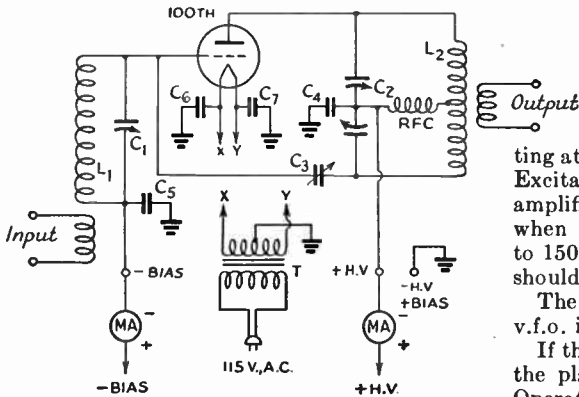 100TH
L₂
C₆
C₇
C₄
C₂
Output
RFC
X Y
C₁
C₃
L₁
C₅
X Y
Input
T
-BIAS
+H.V.
-H.V
+BIAS
MA
-
+
MA
-
+
115 V., A.C.
-BIAS
+H.V.
ting at
Excita
amplif
when
to 150
should
The
v.f.o. i
If th
the pla